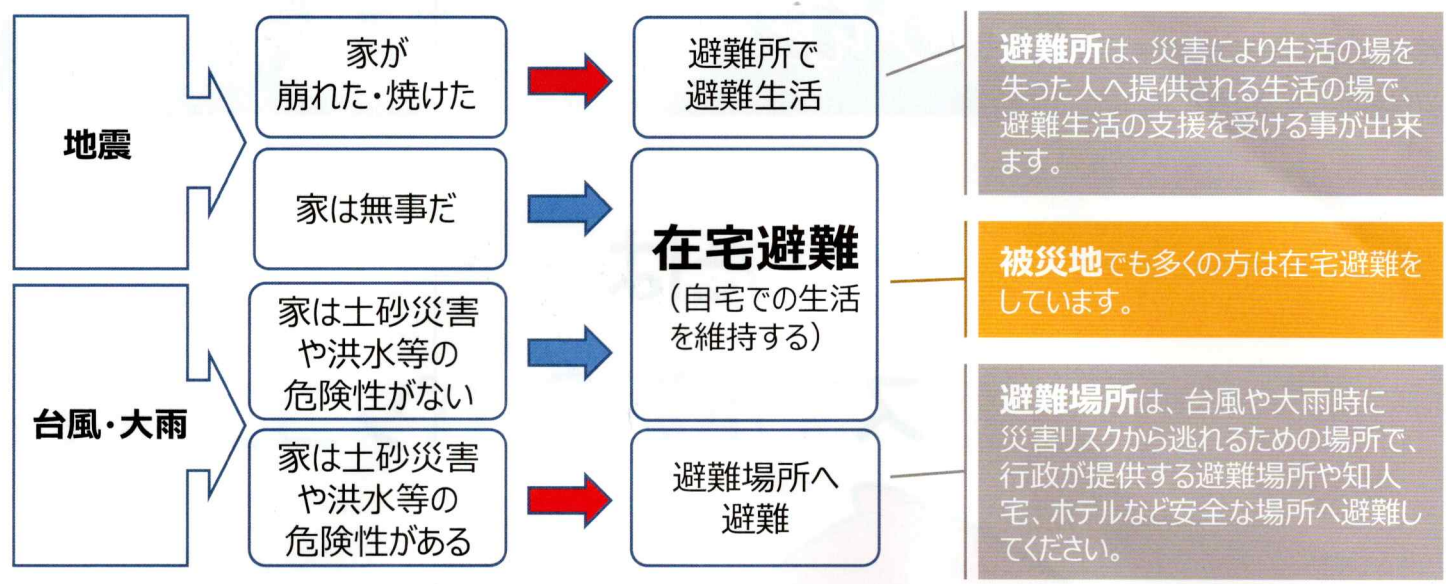 地震
家が
崩れた・焼けた
避難所で
避難生活
避難所は、災害により生活の場を
失った人へ提供される生活の場で、
避難生活の支援を受ける事が出来
ます。
家は無事だ
在宅避難
（自宅での生活
を維持する）
被災地でも多くの方は在宅避難を
しています。
台風・大雨
家は土砂災害
や洪水等の
危険性がない
家は土砂災害
や洪水等の
危険性がある
避難場所へ
避難
避難場所は、台風や大雨時に
災害リスクから逃れるための場所で、
行政が提供する避難場所や知人
宅、ホテルなど安全な場所へ避難し
てください。